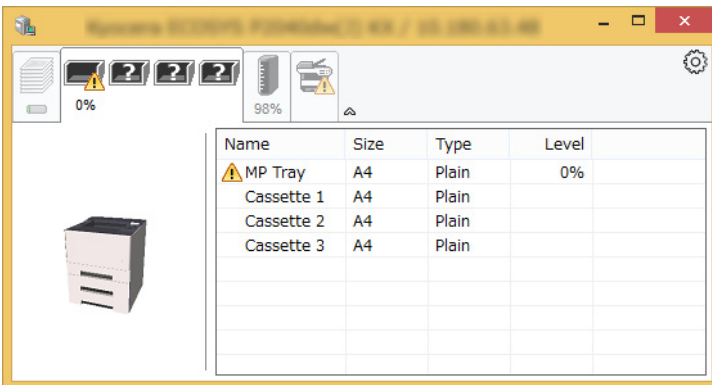 0%
98%
Name Size Type Level
MP Tray A4 Plain 0%
Cassette 1 A4 Plain
Cassette 2 A4 Plain
Cassette 3 A4 Plain